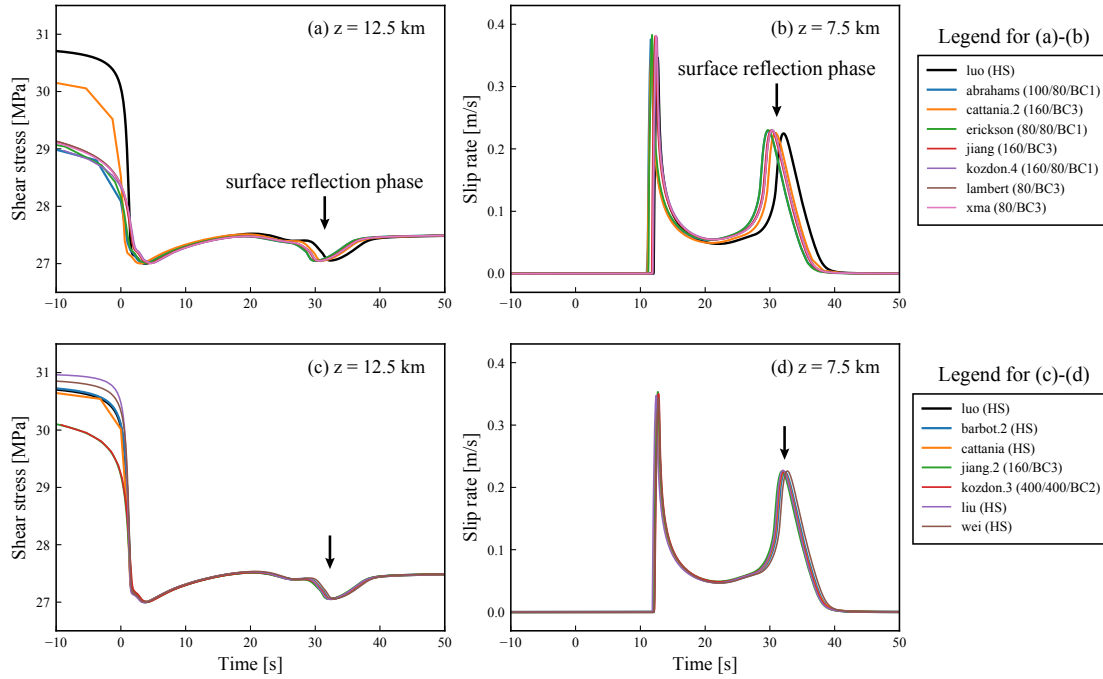 (a) z = 12.5 km
surface reflection phase
Shear stress [MPa]
31
30
29
28
27
−10
0
10
20
30
40
50
(b) z = 7.5 km
surface reflection phase
Slip rate [m/s]
0.4
0.3
0.2
0.1
0.0
−10
0
10
20
30
40
50
Legend for (a)-(b)
luo (HS)
abrahams (100/80/BC1)
cattania.2 (160/BC3)
erickson (80/80/BC1)
jiang (160/BC3)
kozdon.4 (160/80/BC1)
lambert (80/BC3)
xma (80/BC3)
(c) z = 12.5 km
Shear stress [MPa]
31
30
29
28
27
−10
0
10
20
30
40
50
Time [s]
(d) z = 7.5 km
Slip rate [m/s]
0.4
0.3
0.2
0.1
0.0
−10
0
10
20
30
40
50
Time [s]
Legend for (c)-(d)
luo (HS)
barbot.2 (HS)
cattania (HS)
jiang.2 (160/BC3)
kozdon.3 (400/400/BC2)
liu (HS)
wei (HS)